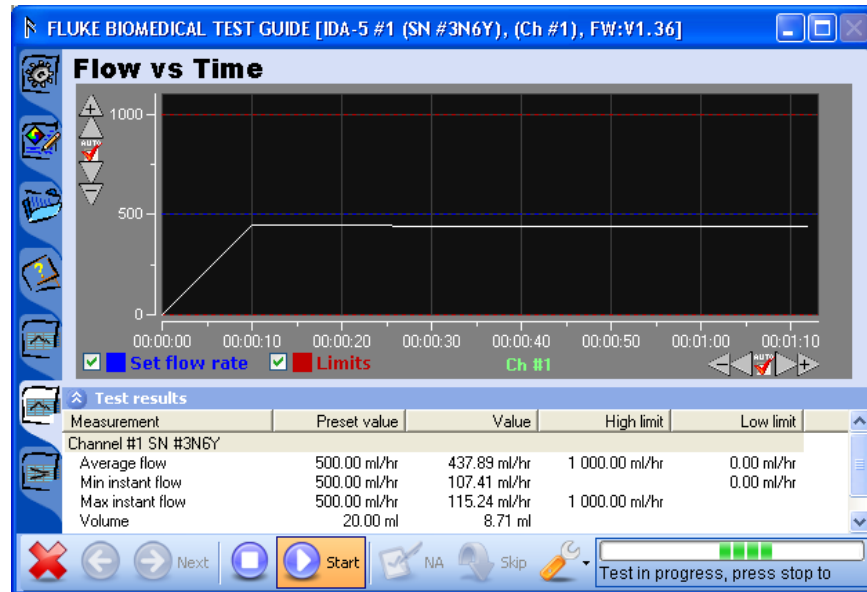 FLUKE BIOMEDICAL TEST GUIDE [IDA-5 #1 (SN #3N6Y), (Ch #1), FW:V1.36]
Flow vs Time
1000
AUTO
500
0
00:00:00 00:00:10 00:00:20 00:00:30 00:00:40 00:00:50 00:01:00 00:01:10
Set flow rate Limits Ch #1 AUTO
Test results
Measurement Preset value Value High limit Low limit
Channel #1 SN #3N6Y
Average flow 500.00 ml/hr 437.89 ml/hr 1 000.00 ml/hr 0.00 ml/hr
Min instant flow 500.00 ml/hr 107.41 ml/hr 0.00 ml/hr
Max instant flow 500.00 ml/hr 115.24 ml/hr 1 000.00 ml/hr
Volume 20.00 ml 8.71 ml
Next Start NA Skip
Test in progress, press stop to